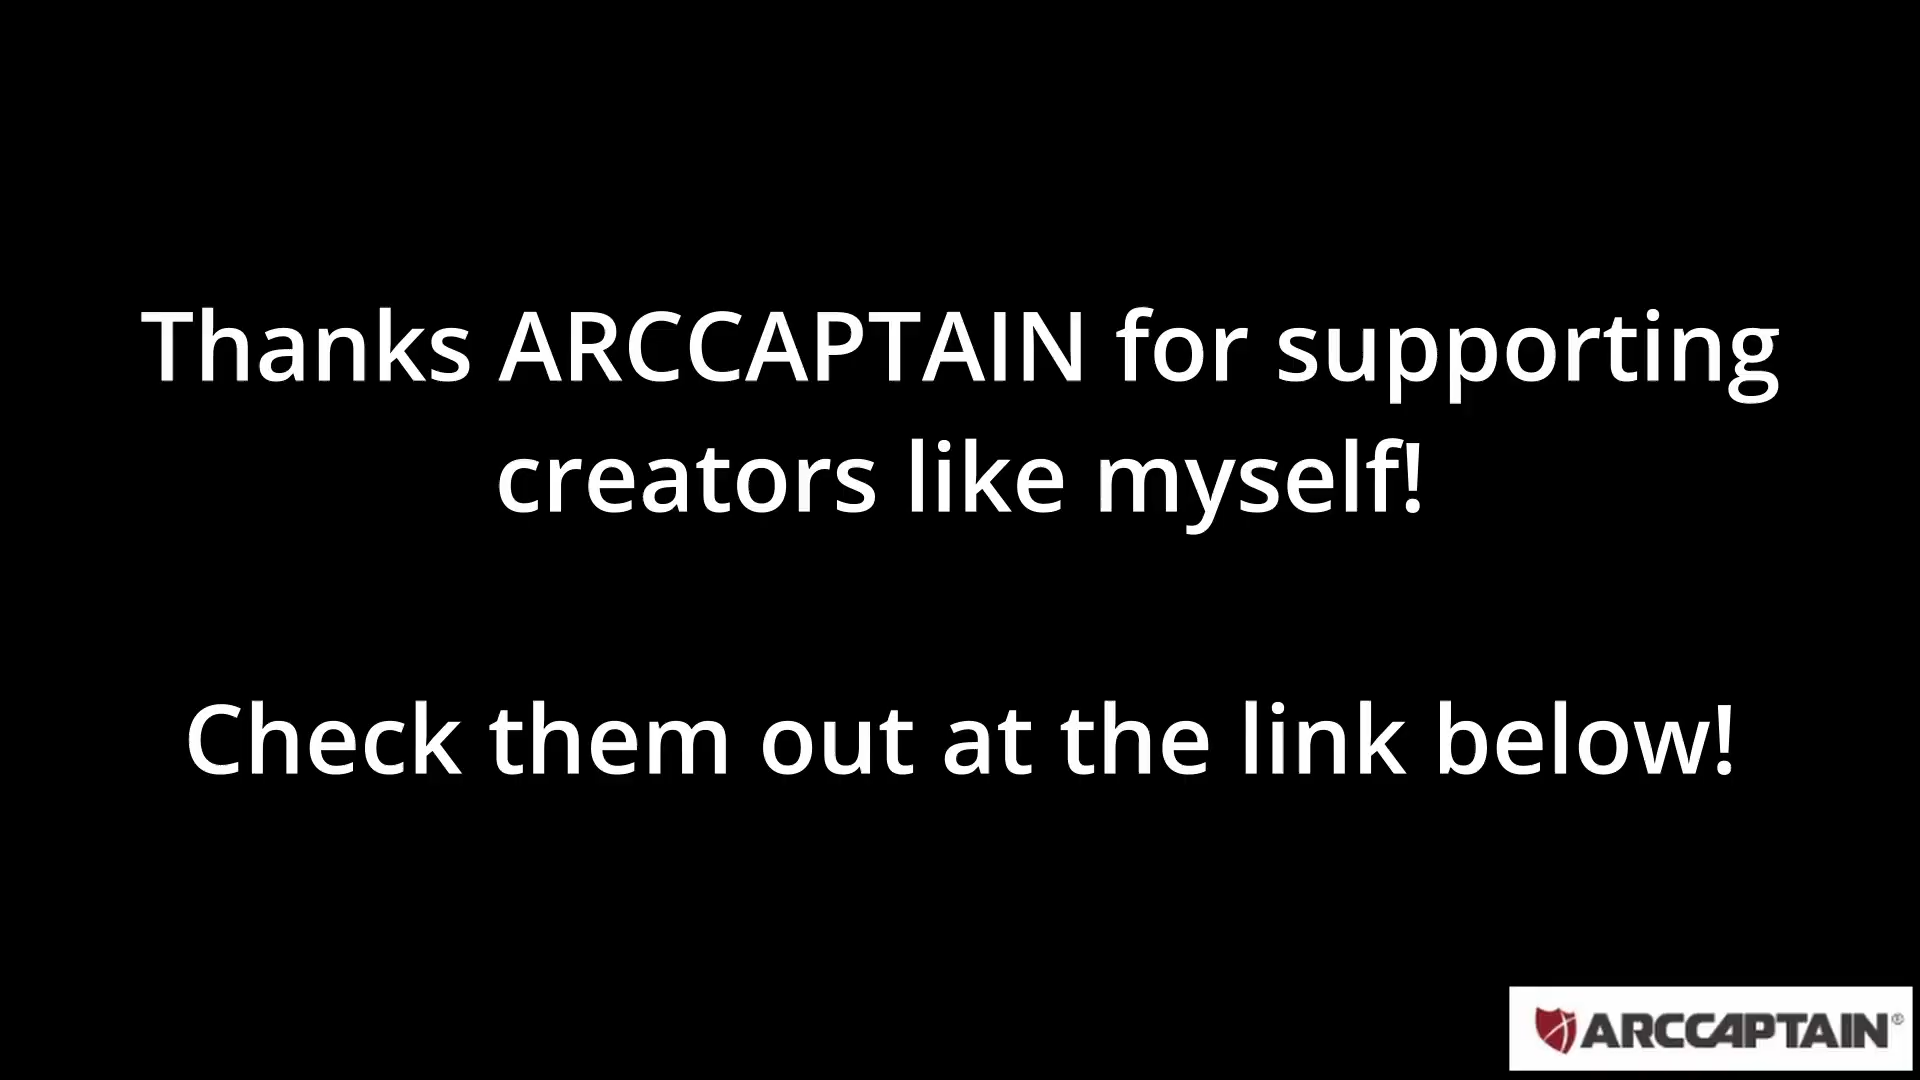 Thanks ARCCAPTAIN for supporting
creators like myself!
Check them out at the link below!
ARCCAPTAIN®